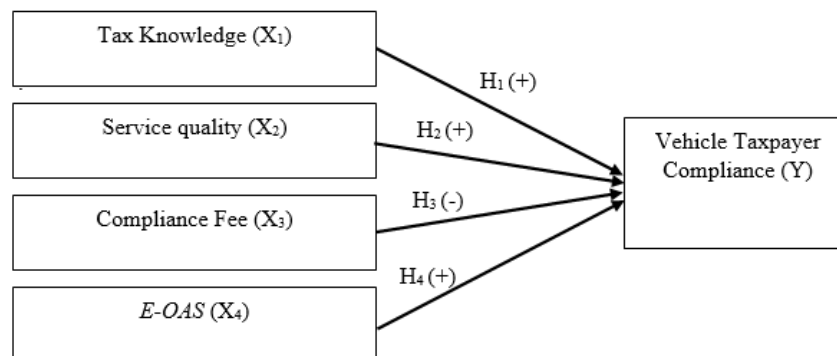 Tax Knowledge (X₁)
H₁ (+)
Service quality (X₂)
H₂ (+)
Vehicle Taxpayer
Compliance (Y)
Compliance Fee (X₃)
H₃ (-)
E-OAS (X₄)
H₄ (+)